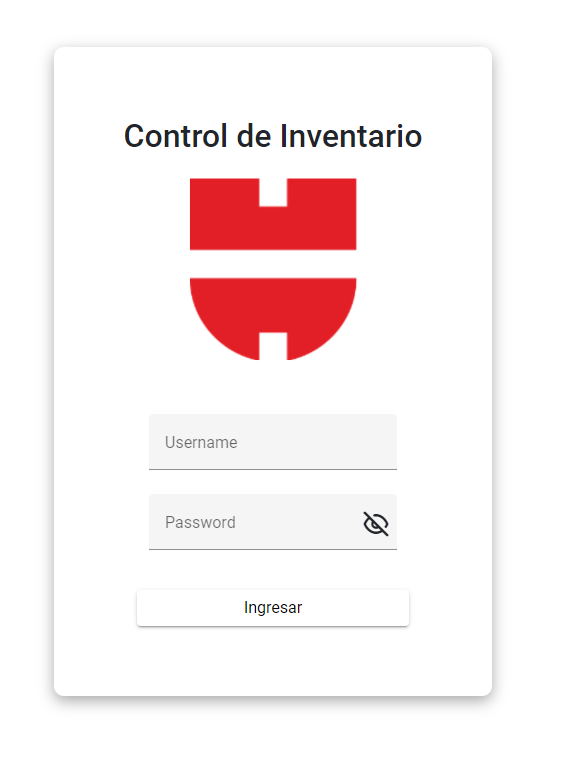 Control de Inventario
Username
Password
Ingresar